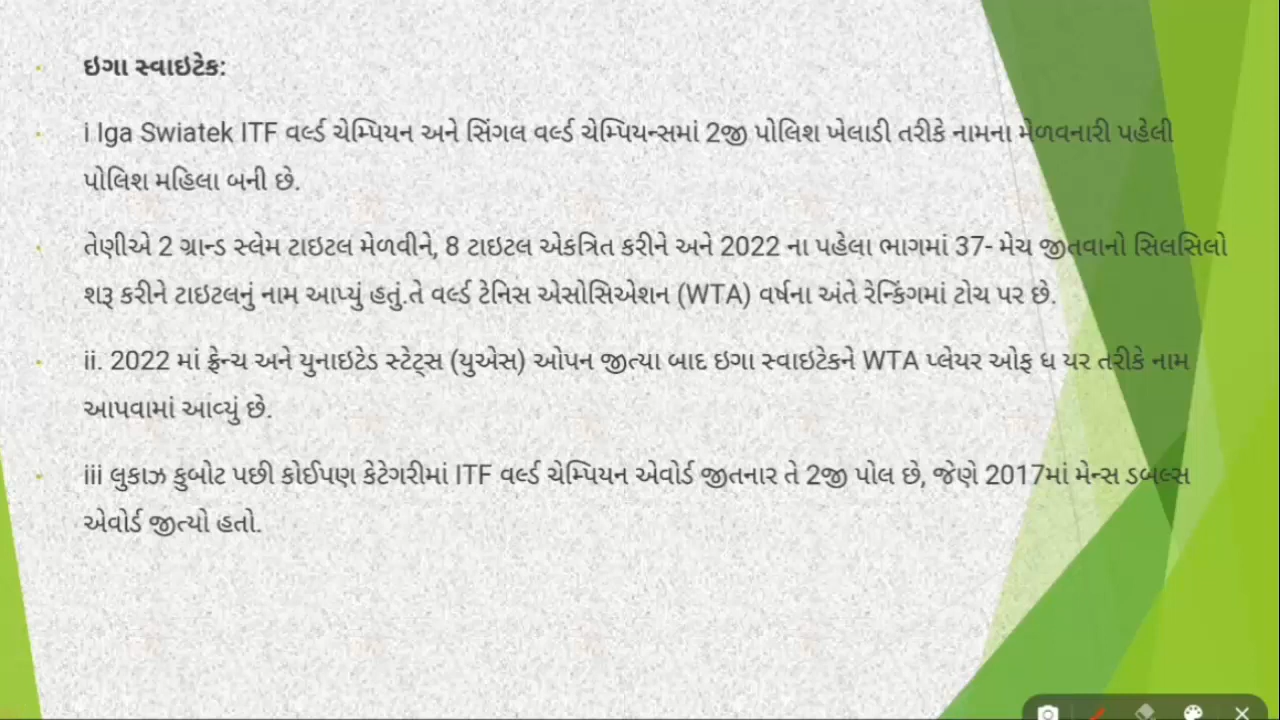 ઇગા સ્વાઇટેક:
i Iga Swiatek ITF વર્લ્ડ ચેમ્પિયન અને સિંગલ વર્લ્ડ ચેમ્પિયન્સમાં 2જી પોલિશ ખેલાડી તરીકે નામના મેળવનારી પહેલી
પોલિશ મહિલા બની છે.
તેણીએ 2 ગ્રાન્ડ સ્લેમ ટાઇટલ મેળવીને, 8 ટાઇટલ એકત્રિત કરીને અને 2022 ના પહેલા ભાગમાં 37- મેચ જીતવાનો સિલસિલો
શરૂ કરીને ટાઇટલનું નામ આપ્યું હતું.તે વર્લ્ડ ટેનિસ એસોસિએશન (WTA) વર્ષના અંતે રેન્કિંગમાં ટોચ પર છે.
ii. 2022 માં ફ્રેન્ચ અને યુનાઇટેડ સ્ટેટ્સ (યુએસ) ઓપન જીત્યા બાદ ઇગા સ્વાઇટેકને WTA પ્લેયર ઓફ ધ યર તરીકે નામ
આપવામાં આવ્યું છે.
iii લુકાઝ કુબોટ પછી કોઈપણ કેટેગરીમાં ITF વર્લ્ડ ચેમ્પિયન એવોર્ડ જીતનાર તે 2જી પોલ છે, જેણે 2017માં મેન્સ ડબલ્સ
એવોર્ડ જીત્યો હતો.